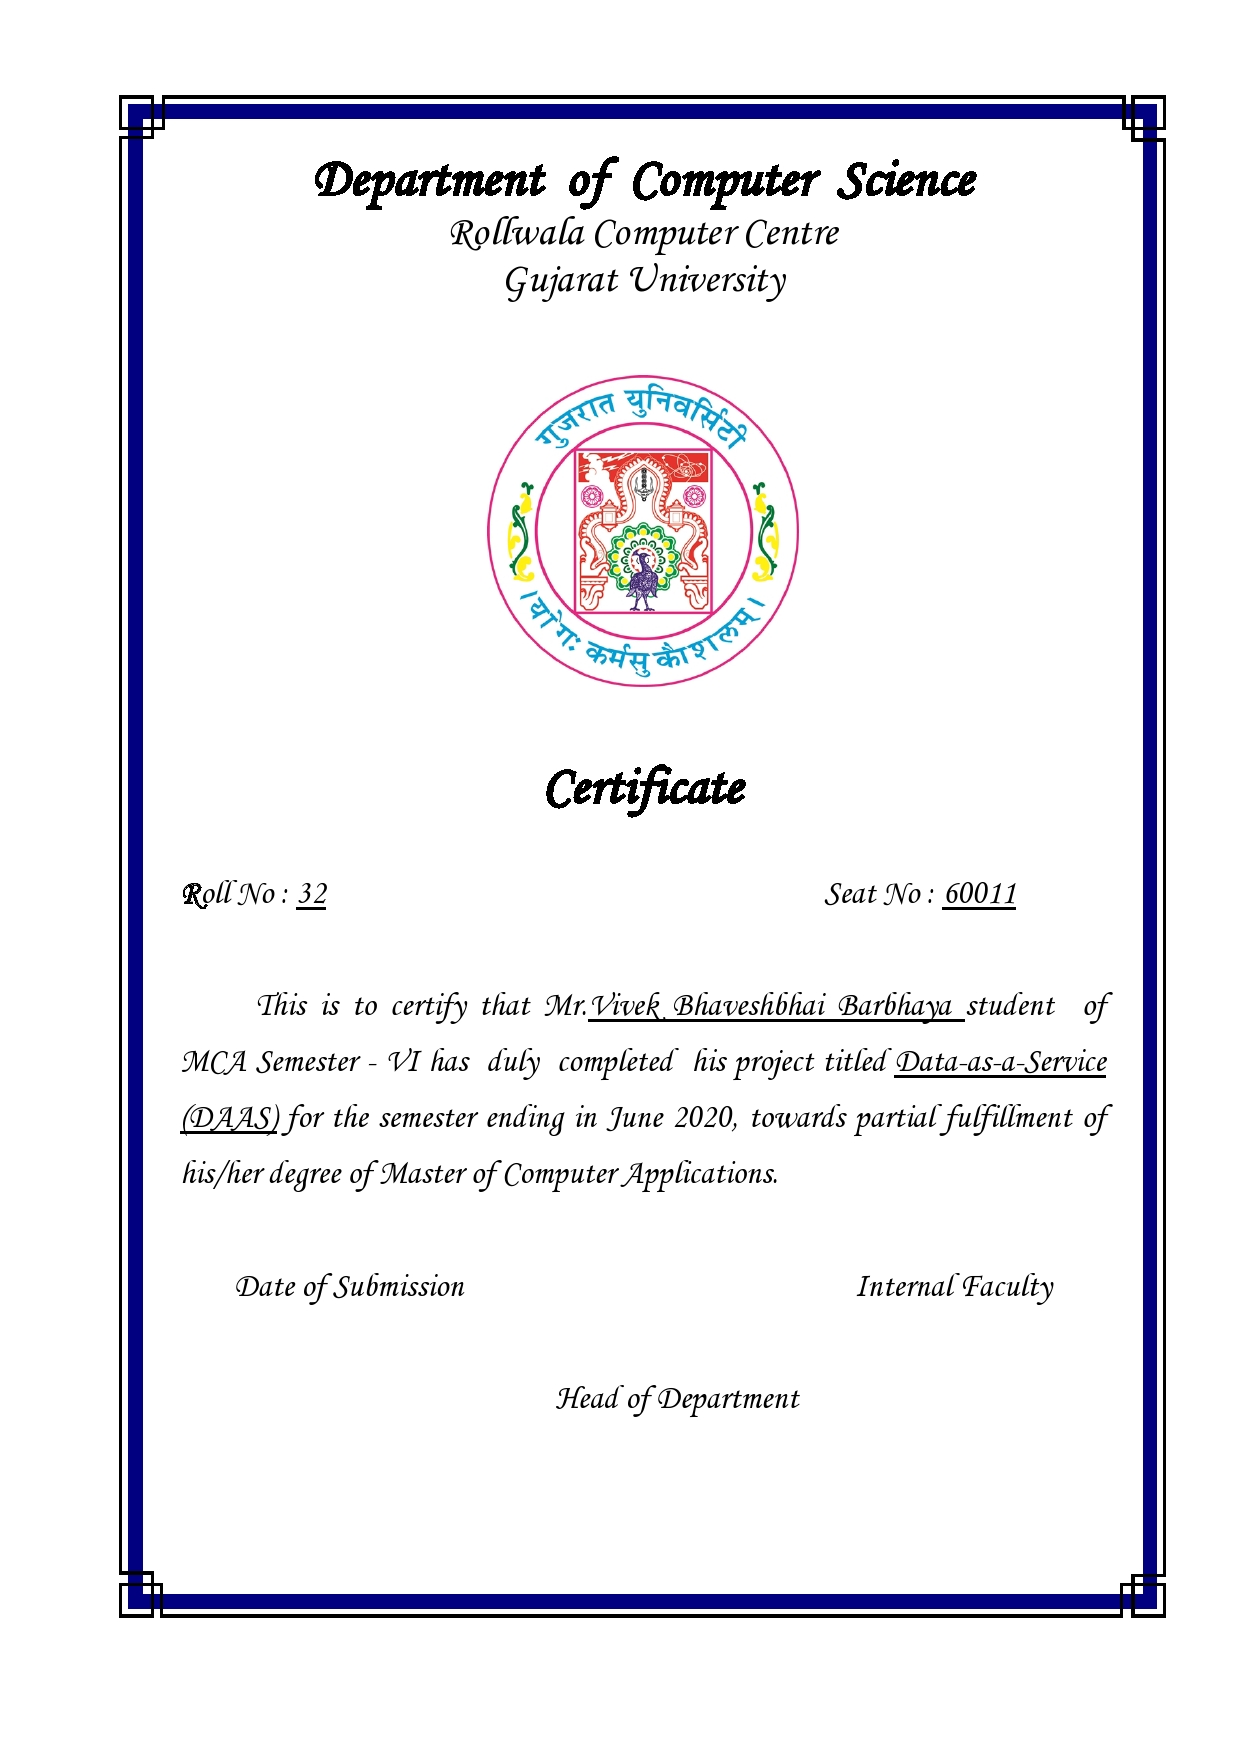 Department of Computer Science
Rollwala Computer Centre
Gujarat University
गुजरात युनिवर्सिटी
। योगः कर्मसु कौशलम् ।
Certificate
Roll No : 32 Seat No : 60011
This is to certify that Mr.Vivek Bhaveshbhai Barbhaya student of
MCA Semester - VI has duly completed his project titled Data-as-a-Service
(DAAS) for the semester ending in June 2020, towards partial fulfillment of
his/her degree of Master of Computer Applications.
Date of Submission Internal Faculty
Head of Department